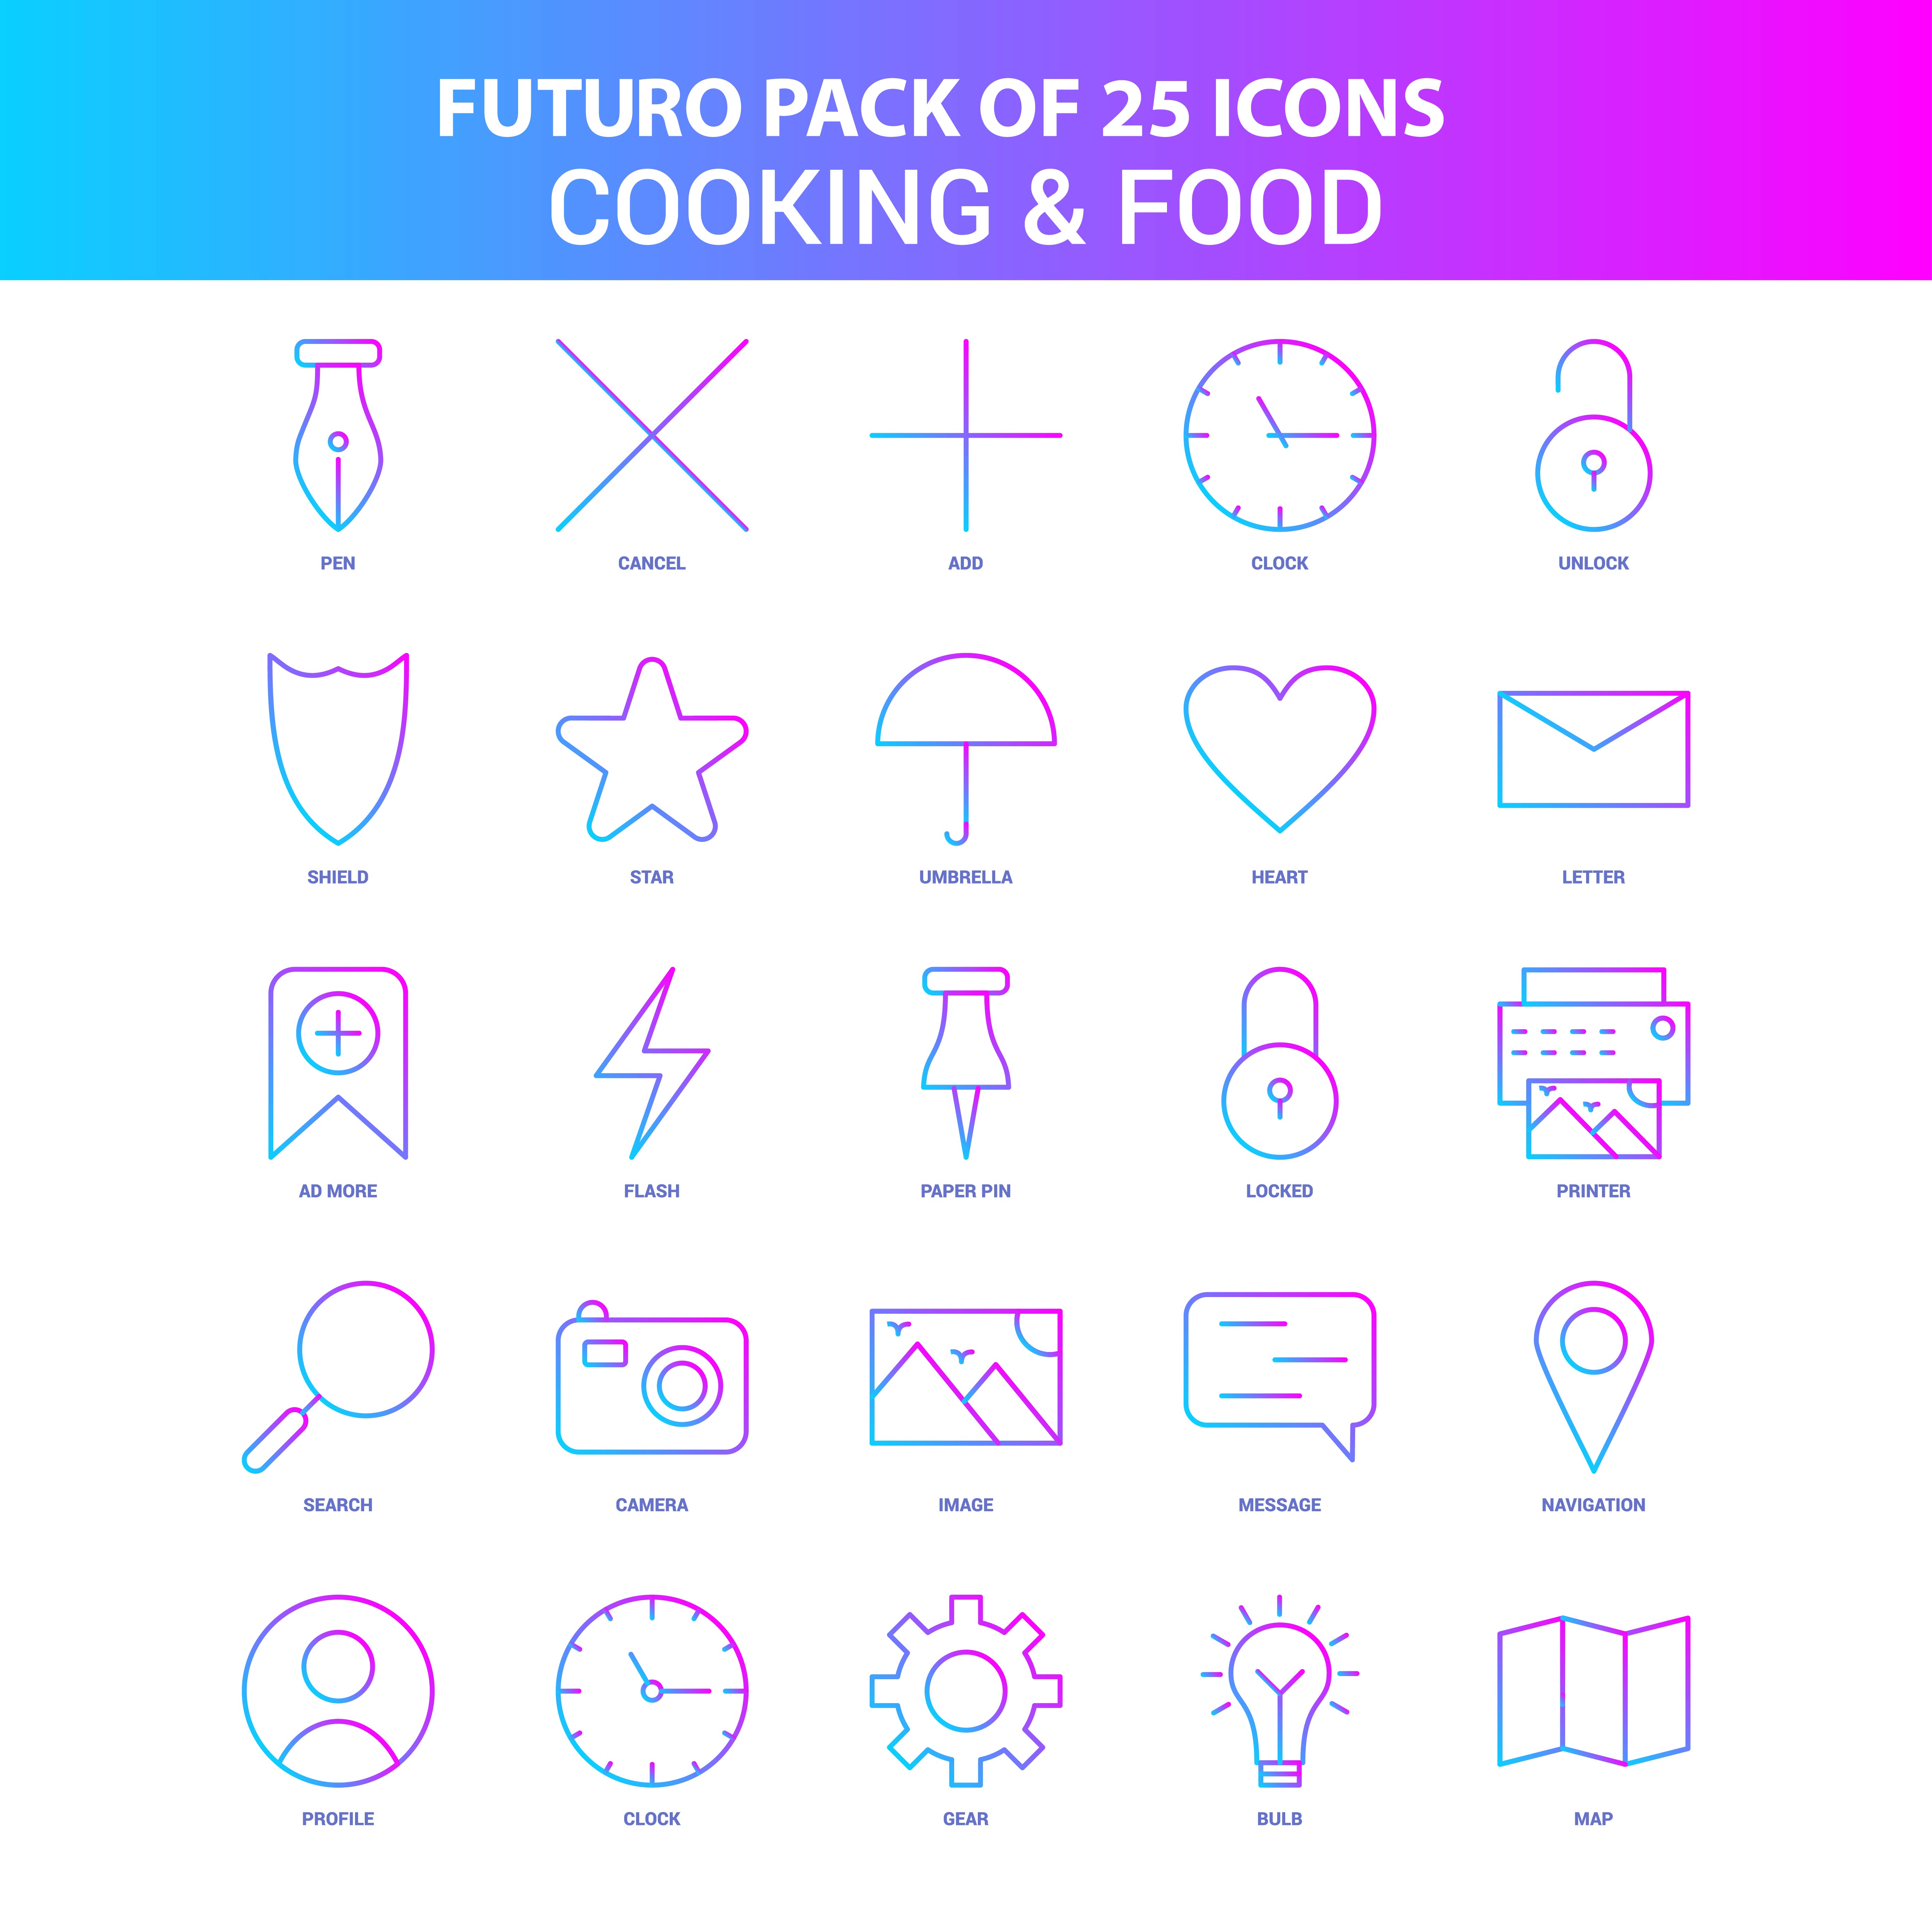 FUTURO PACK OF 25 ICONS
COOKING & FOOD
PEN
CANCEL
ADD
CLOCK
UNLOCK
SHIELD
STAR
UMBRELLA
HEART
LETTER
AD MORE
FLASH
PAPER PIN
LOCKED
PRINTER
SEARCH
CAMERA
IMAGE
MESSAGE
NAVIGATION
PROFILE
CLOCK
GEAR
BULB
MAP